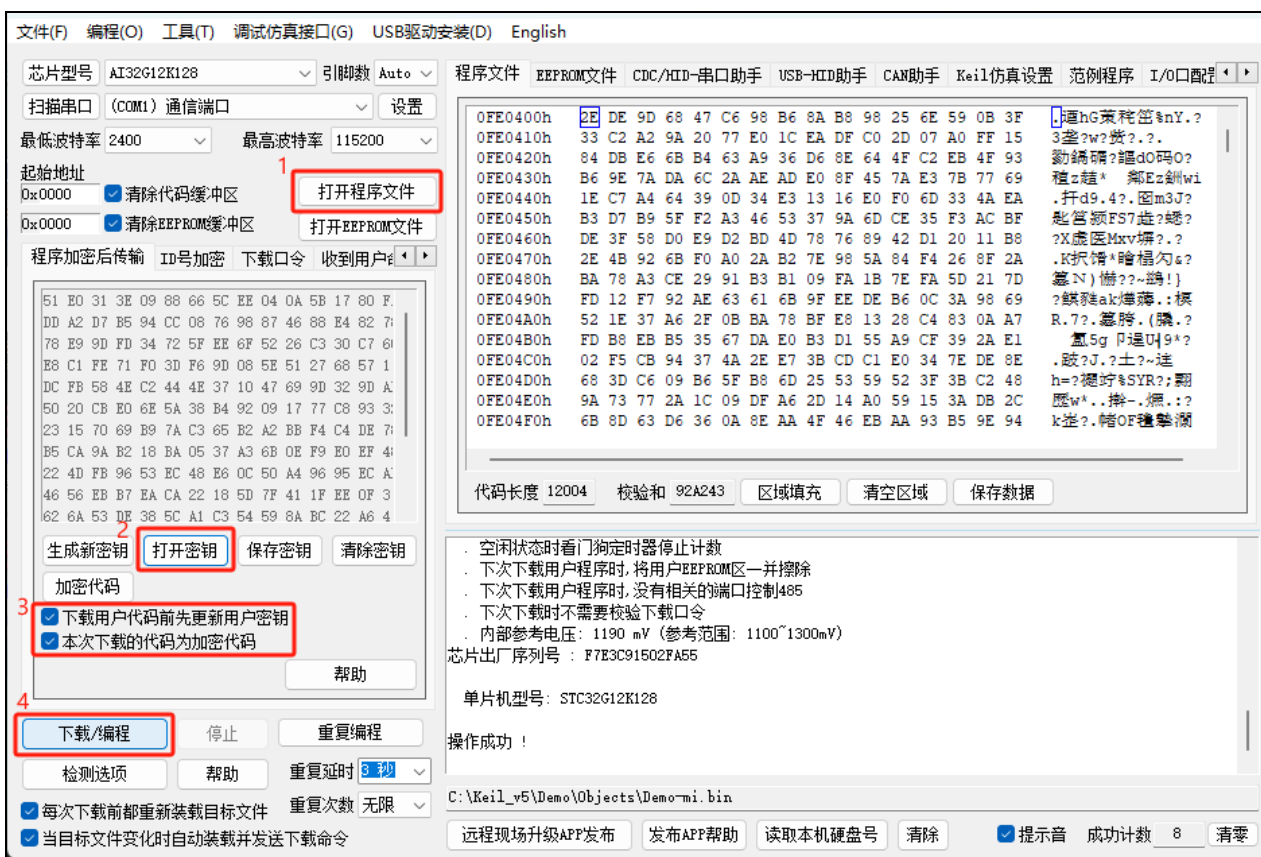 文件(F) 编程(O) 工具(T) 调试仿真接口(G) USB驱动安装(D) English
芯片型号 AI32G12K128 引脚数 Auto
扫描串口 (COM1) 通信端口 设置
最低波特率 2400 最高波特率 115200
起始地址
1
0x0000 清除代码缓冲区 打开程序文件
0x0000 清除EEPROM缓冲区 打开EEPROM文件
程序加密后传输 ID号加密 下载口令 收到用户
51 E0 31 3E 09 88 66 5C EE 04 0A 5B 17 80 F
DD A2 D7 B5 94 CC 08 76 98 87 46 88 E4 82
78 E9 9D FD 34 72 5F EE 6F 52 26 C3 30 C7
E8 C1 FE 71 F0 3D F6 9D 08 5E 51 27 68 57 1
DC FB 58 4E C2 44 4E 37 10 47 69 9D 32 9D
50 20 CB E0 6E 5A 38 B4 92 09 17 77 C8 93
23 15 70 69 B9 7A C3 65 B2 A2 BB F4 C4 DE
B5 CA 9A B2 18 BA 05 37 A3 6B 0E F9 E0 EF
22 4D FB 96 53 EC 48 E6 0C 50 A4 96 95 EC
46 56 EB B7 EA CA 22 18 5D 7F 41 1F EE 0F 3
62 6A 53 DE 38 5C A1 C3 54 59 8A BC 22 A6 4
2
生成新密钥 打开密钥 保存密钥 清除密钥
加密代码
3
下载用户代码前先更新用户密钥
本次下载的代码为加密代码
帮助
4
下载/编程 停止 重复编程
检测选项 帮助 重复延时 3 秒
每次下载前都重新装载目标文件 重复次数 无限
当目标文件变化时自动装载并发送下载命令
程序文件 EEPROM文件 CDC/HID-串口助手 USB-HID助手 CAN助手 Keil仿真设置 范例程序 I/O口配
0FE0400h 2E DE 9D 68 47 C6 98 B6 8A B8 98 25 6E 59 0B 3F
0FE0410h 33 C2 A2 9A 20 77 E0 1C EA DF C0 2D 07 A0 FF 15
0FE0420h 84 DB E6 6B B4 63 A9 36 D6 8E 64 4F C2 EB 4F 93
0FE0430h B6 9E 7A DA 6C 2A AE AD E0 8F 45 7A E3 7B 77 69
0FE0440h 1E C7 A4 64 39 0D 34 E3 13 16 E0 F0 6D 33 4A EA
0FE0450h B3 D7 B9 5F F2 A3 46 53 37 9A 6D CE 35 F3 AC BF
0FE0460h DE 3F 58 D0 E9 D2 BD 4D 78 76 89 42 D1 20 11 B8
0FE0470h 2E 4B 92 6B F0 A0 2A B2 7E 98 5A 84 F4 26 8F 2A
0FE0480h BA 78 A3 CE 29 91 B3 B1 09 FA 1B 7E FA 5D 21 7D
0FE0490h FD 12 F7 92 AE 63 61 6B 9F EE DE B6 0C 3A 98 69
0FE04A0h 52 1E 37 A6 2F 0B BA 78 BF E8 13 28 C4 83 0A A7
0FE04B0h FD B8 EB B5 35 67 DA E0 B3 D1 55 A9 CF 39 2A E1
0FE04C0h 02 F5 CB 94 37 4A 2E E7 3B CD C1 E0 34 7E DE 8E
0FE04D0h 68 3D C6 09 B6 5F B8 6D 25 53 59 52 3F 3B C2 48
0FE04E0h 9A 73 77 2A 1C 09 DF A6 2D 14 A0 59 15 3A DB 2C
0FE04F0h 6B 8D 63 D6 36 0A 8E AA 4F 46 EB AA 93 B5 9E 94
代码长度 12004 校验和 92A243 区域填充 清空区域 保存数据
. 空闲状态时看门狗定时器停止计数
. 下次下载用户程序时,将用户EEPROM区一并擦除
. 下次下载用户程序时,没有相关的端口控制485
. 下次下载时不需要校验下载口令
. 内部参考电压: 1190 mV (参考范围: 1100~1300mV)
芯片出厂序列号 : F7E3C91502FA55
单片机型号: STC32G12K128
操作成功 !
C:\Keil_v5\Demo\Objects\Demo-mi.bin
远程现场升级APP发布 发布APP帮助 读取本机硬盘号 清除 提示音 成功计数 8 清零